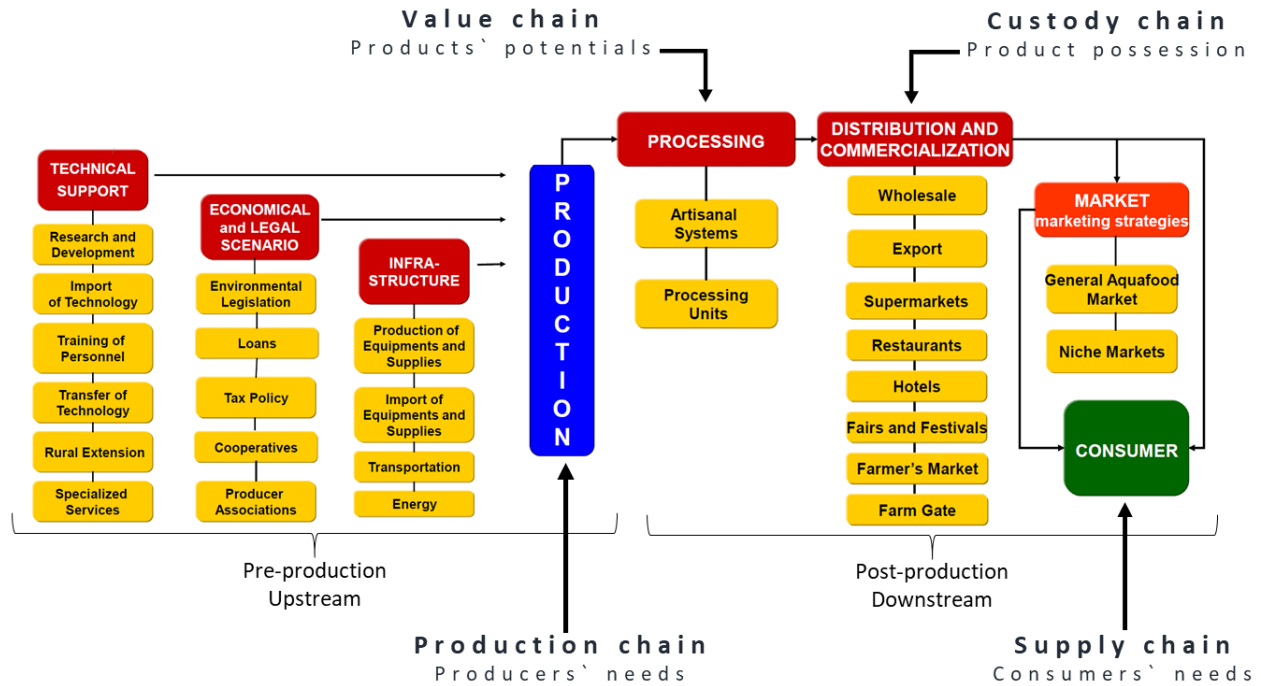 Value chain
Products` potentials
Custody chain
Product possession
TECHNICAL
SUPPORT
Research and
Development
Import
of Technology
Training of
Personnel
Transfer of
Technology
Rural Extension
Specialized
Services
ECONOMICAL
and LEGAL
SCENARIO
Environmental
Legislation
Loans
Tax Policy
Cooperatives
Producer
Associations
INFRA-
STRUCTURE
Production of
Equipments and
Supplies
Import of
Equipments and
Supplies
Transportation
Energy
PRODUCTION
PROCESSING
Artisanal
Systems
Processing
Units
DISTRIBUTION AND
COMMERCIALIZATION
Wholesale
Export
Supermarkets
Restaurants
Hotels
Fairs and Festivals
Farmer’s Market
Farm Gate
MARKET
marketing strategies
General Aquafood
Market
Niche Markets
CONSUMER
Pre-production
Upstream
Post-production
Downstream
Production chain
Producers` needs
Supply chain
Consumers` needs